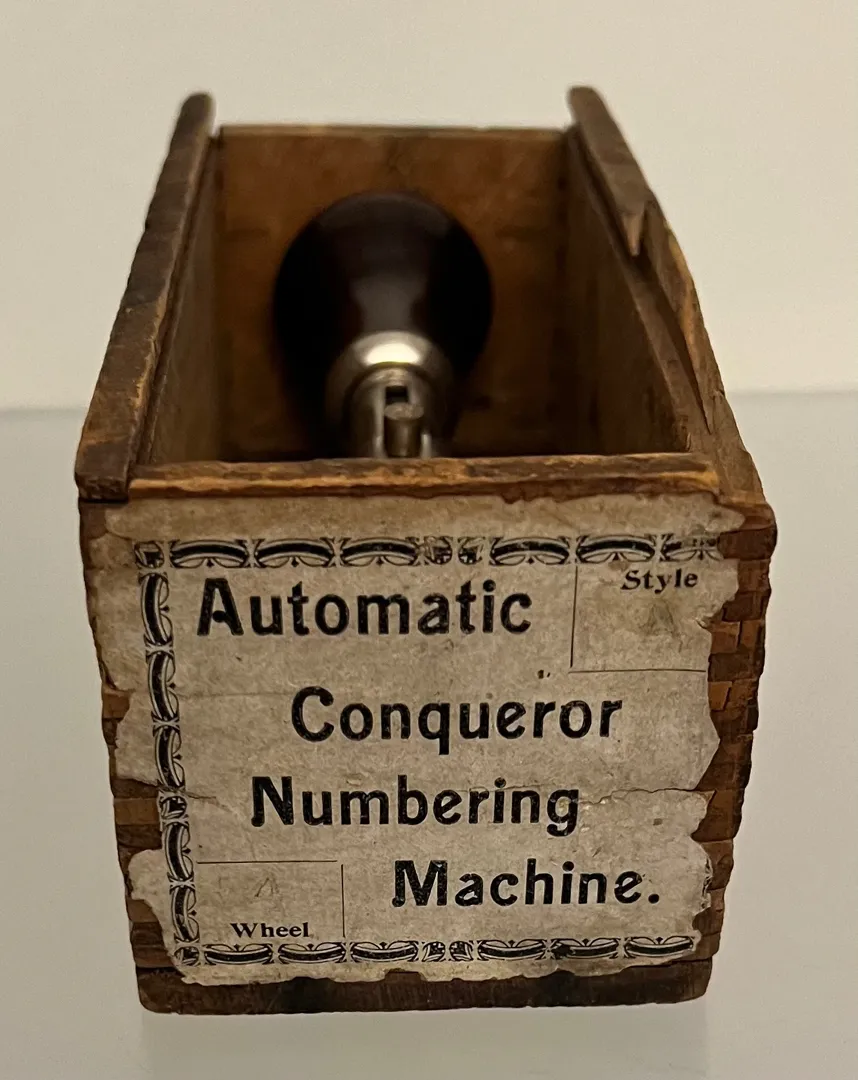 Style
Automatic
Conqueror
Numbering
Machine.
Wheel